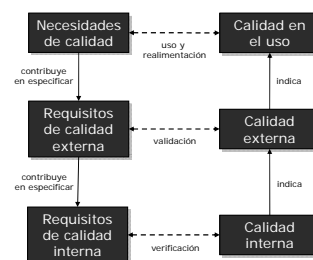 Necesidades
de calidad
Calidad en
el uso
uso y
realimentación
contribuye
en especificar
indica
Requisitos
de calidad
externa
Calidad
externa
validación
contribuye
en especificar
indica
Requisitos
de calidad
interna
Calidad
interna
verificación